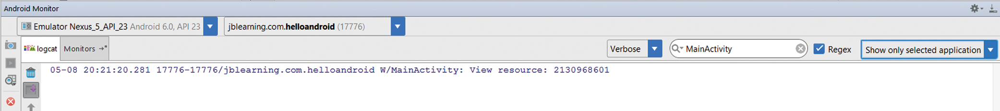 Android Monitor
Emulator Nexus_5_API_23 Android 6.0, API 23 jblearning.com.helloandroid (17776)
logcat Monitors Verbose MainActivity Regex Show only selected application
05-08 20:21:20.281 17776-17776/jblearning.com.helloandroid W/MainActivity: View resource: 2130968601